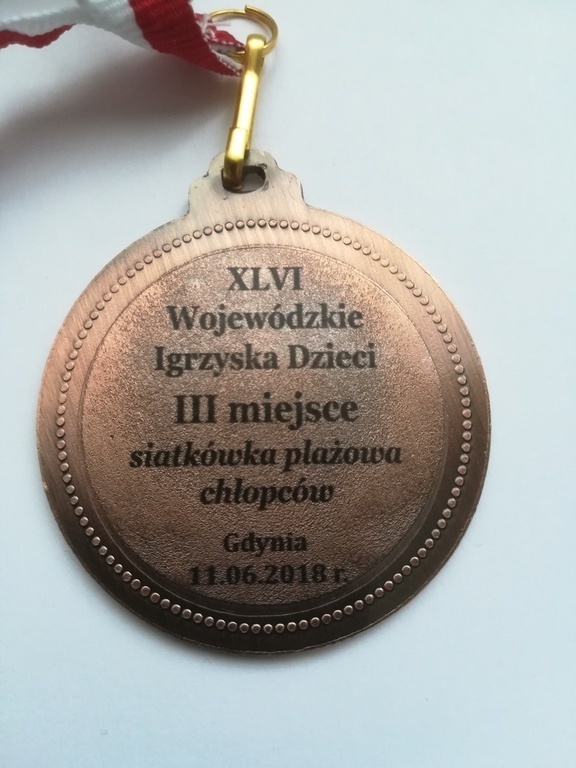 XLVI
Wojewódzkie
Igrzyska Dzieci
III miejsce
siatkówka plażowa
chłopców
Gdynia
11.06.2018 r.